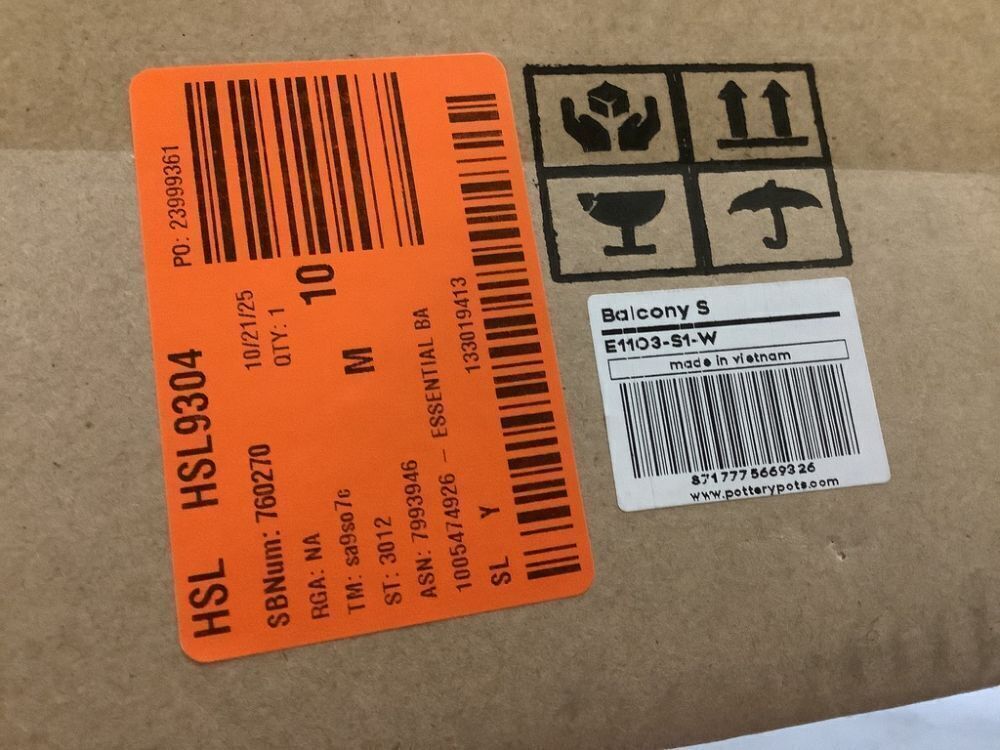 PO: 23999361
HSL HSL9304
10/21/25
SBNum: 760270
QTY: 1
RGA: NA
10
TM: sa9so7c
M
ST: 3012
ASN: 7993946
1005474926 – ESSENTIAL BA
133019413
SL Y
Balcony S
E1103-S1-W
made in vietnam
8717775669326
www.potterypots.com